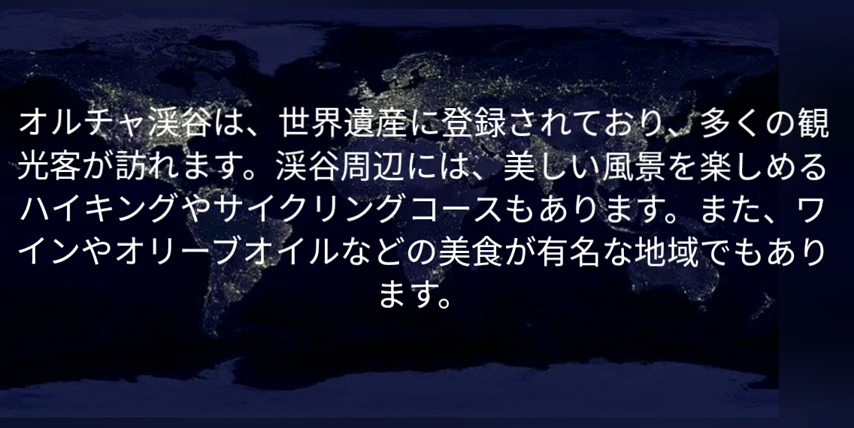 オルチャ渓谷は、世界遺産に登録されており、多くの観
光客が訪れます。渓谷周辺には、美しい風景を楽しめる
ハイキングやサイクリングコースもあります。また、ワ
インやオリーブオイルなどの美食が有名な地域でもあり
ます。